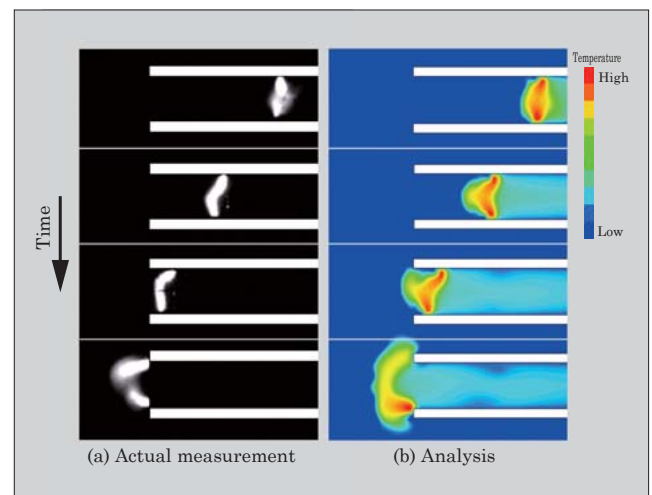 Temperature
High
Low
Time
(a) Actual measurement
(b) Analysis